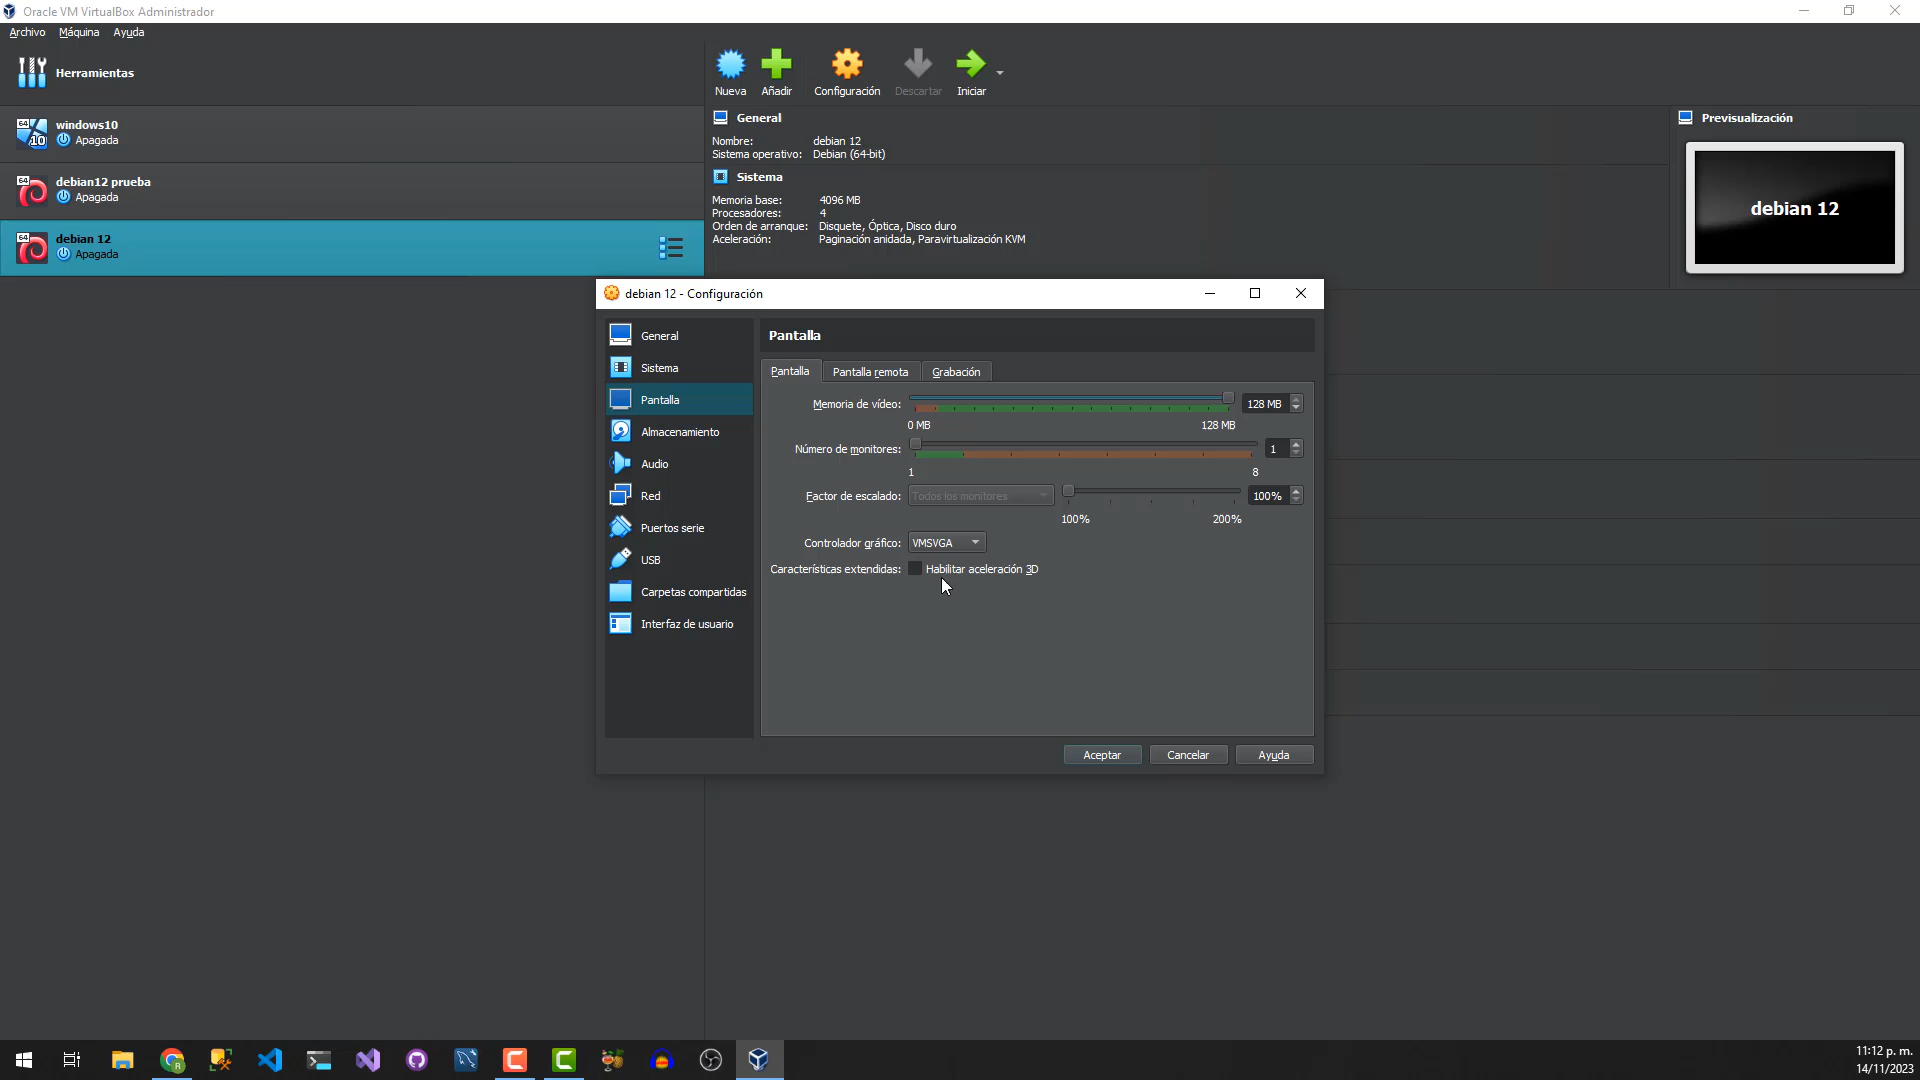 Oracle VM VirtualBox Administrador
Archivo Máquina Ayuda
Herramientas
Nueva Añadir Configuración Descartar Iniciar
64 10 windows10
Apagada
64 debian12 prueba
Apagada
64 debian 12
Apagada
General
Nombre: debian 12
Sistema operativo: Debian (64-bit)
Sistema
Memoria base: 4096 MB
Procesadores: 4
Orden de arranque: Disquete, Óptica, Disco duro
Aceleración: Paginación anidada, Paravirtualización KVM
Previsualización
debian 12
debian 12 - Configuración
General
Sistema
Pantalla
Almacenamiento
Audio
Red
Puertos serie
USB
Carpetas compartidas
Interfaz de usuario
Pantalla
Pantalla Pantalla remota Grabación
Memoria de vídeo: 128 MB
0 MB 128 MB
Número de monitores: 1
1 8
Factor de escalado: Todos los monitores 100%
100% 200%
Controlador gráfico: VMSVGA
Características extendidas: Habilitar aceleración 3D
Aceptar Cancelar Ayuda
11:12 p. m.
14/11/2023